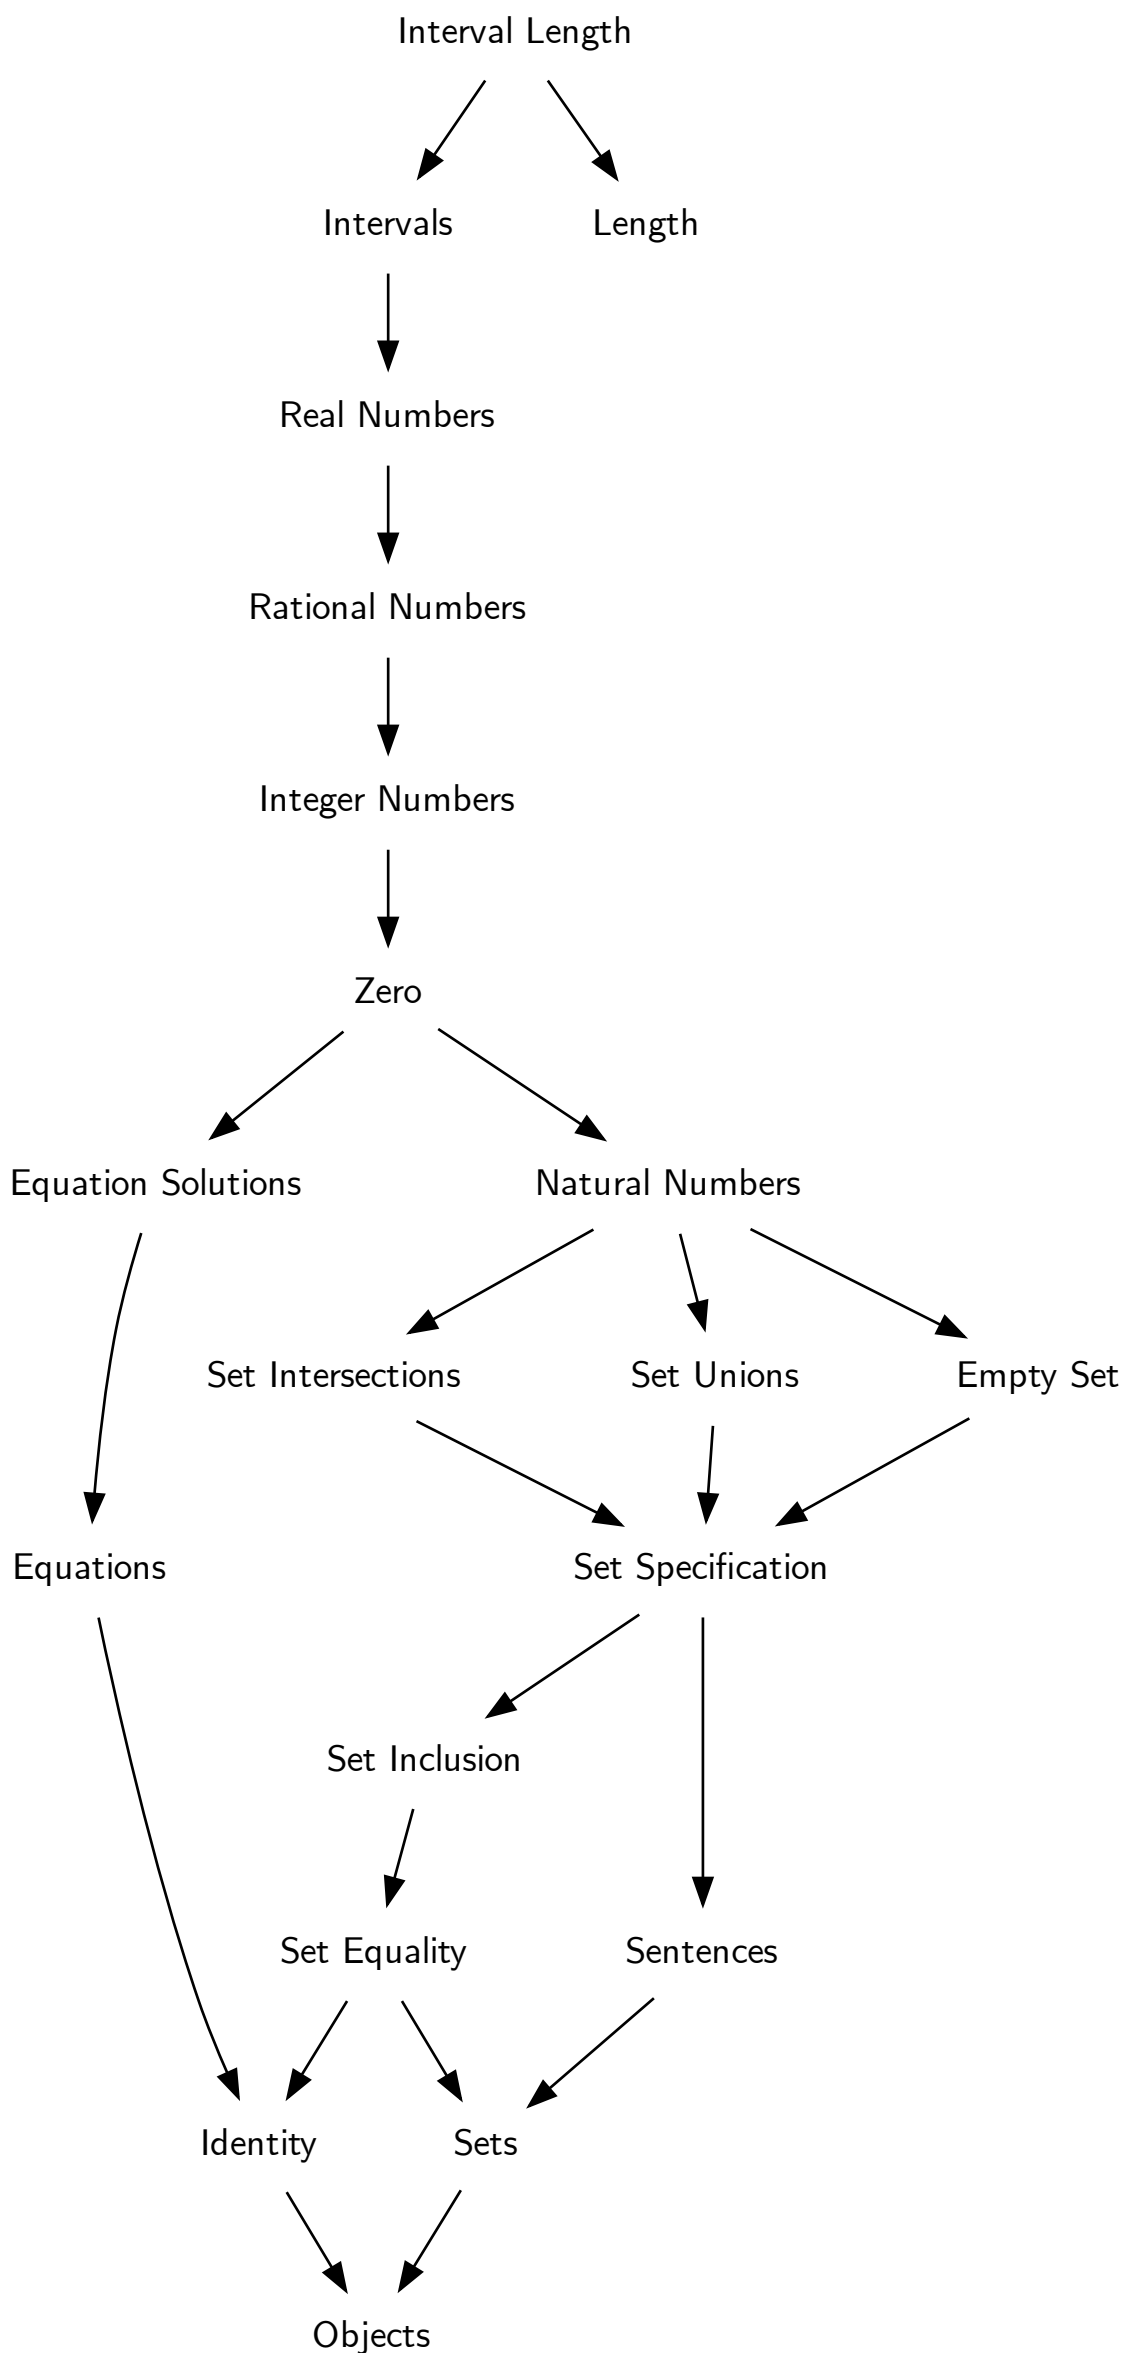 Interval Length
Intervals
Length
Real Numbers
Rational Numbers
Integer Numbers
Zero
Equation Solutions
Natural Numbers
Set Intersections
Set Unions
Empty Set
Equations
Set Specification
Set Inclusion
Set Equality
Sentences
Identity
Sets
Objects